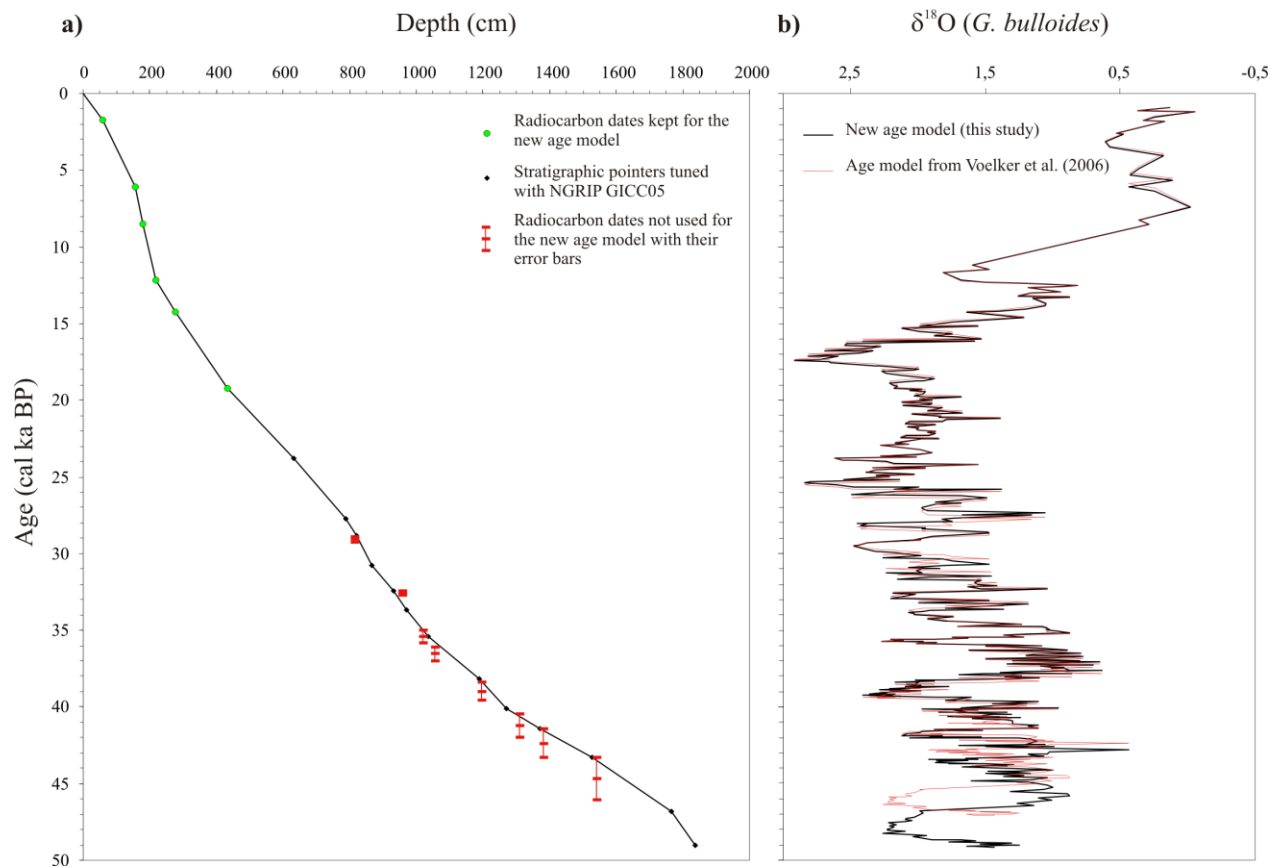 a)
Depth (cm)
0 200 400 600 800 1000 1200 1400 1600 1800 2000
0
5
10
15
20
25
30
35
40
45
50
Age (cal ka BP)
Radiocarbon dates kept for the
new age model
Stratigraphic pointers tuned
with NGRIP GICC05
Radiocarbon dates not used for
the new age model with their
error bars
b)
δ¹⁸O (G. bulloides)
2,5 1,5 0,5 -0,5
New age model (this study)
Age model from Voelker et al. (2006)